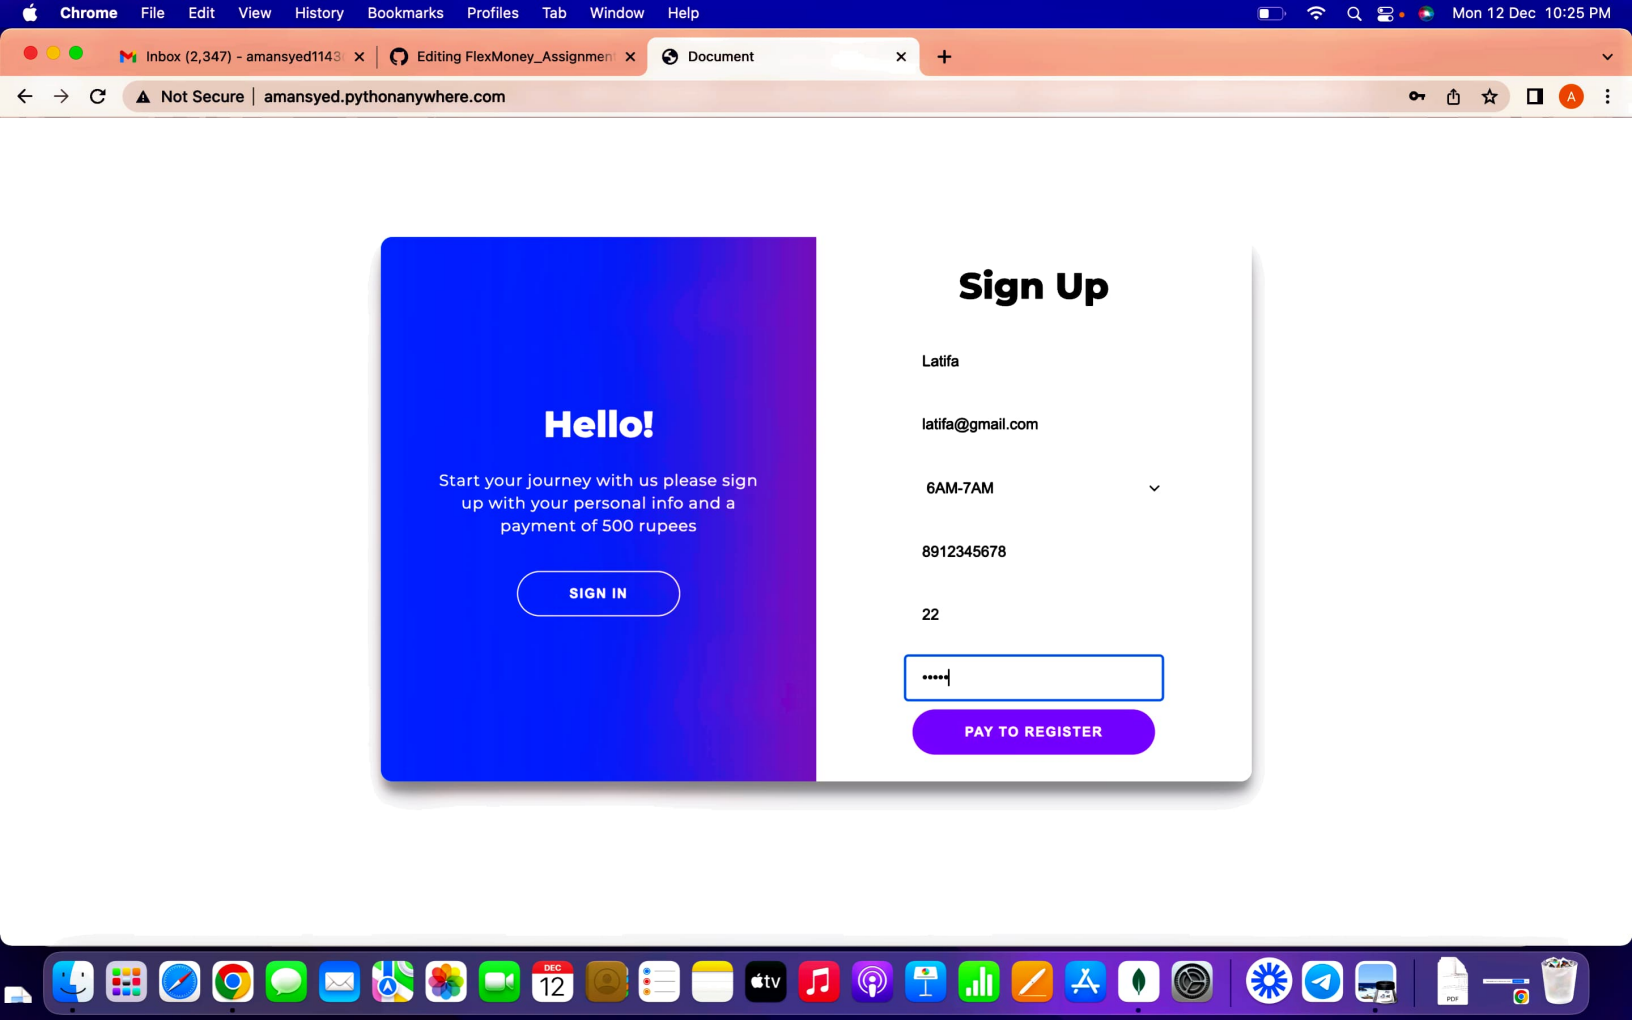 Chrome File Edit View History Bookmarks Profiles Tab Window Help Mon 12 Dec 10:25 PM
Inbox (2,347) - amansyed1143 Editing FlexMoney_Assignment Document
Not Secure amansyed.pythonanywhere.com A
Sign Up
Latifa
latifa@gmail.com
Hello!
Start your journey with us please sign
up with your personal info and a
payment of 500 rupees
6AM-7AM
8912345678
SIGN IN
22
•••••
PAY TO REGISTER
DEC
12
tv
PDF